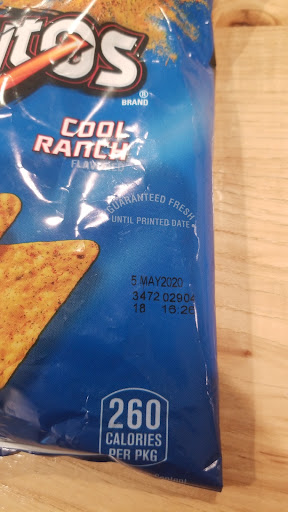 itos
®
BRAND
COOL
RANCH
FLAVORED
GUARANTEED FRESH
UNTIL PRINTED DATE
5 MAY2020
3472 02904
18 16:26
260
CALORIES
PER PKG